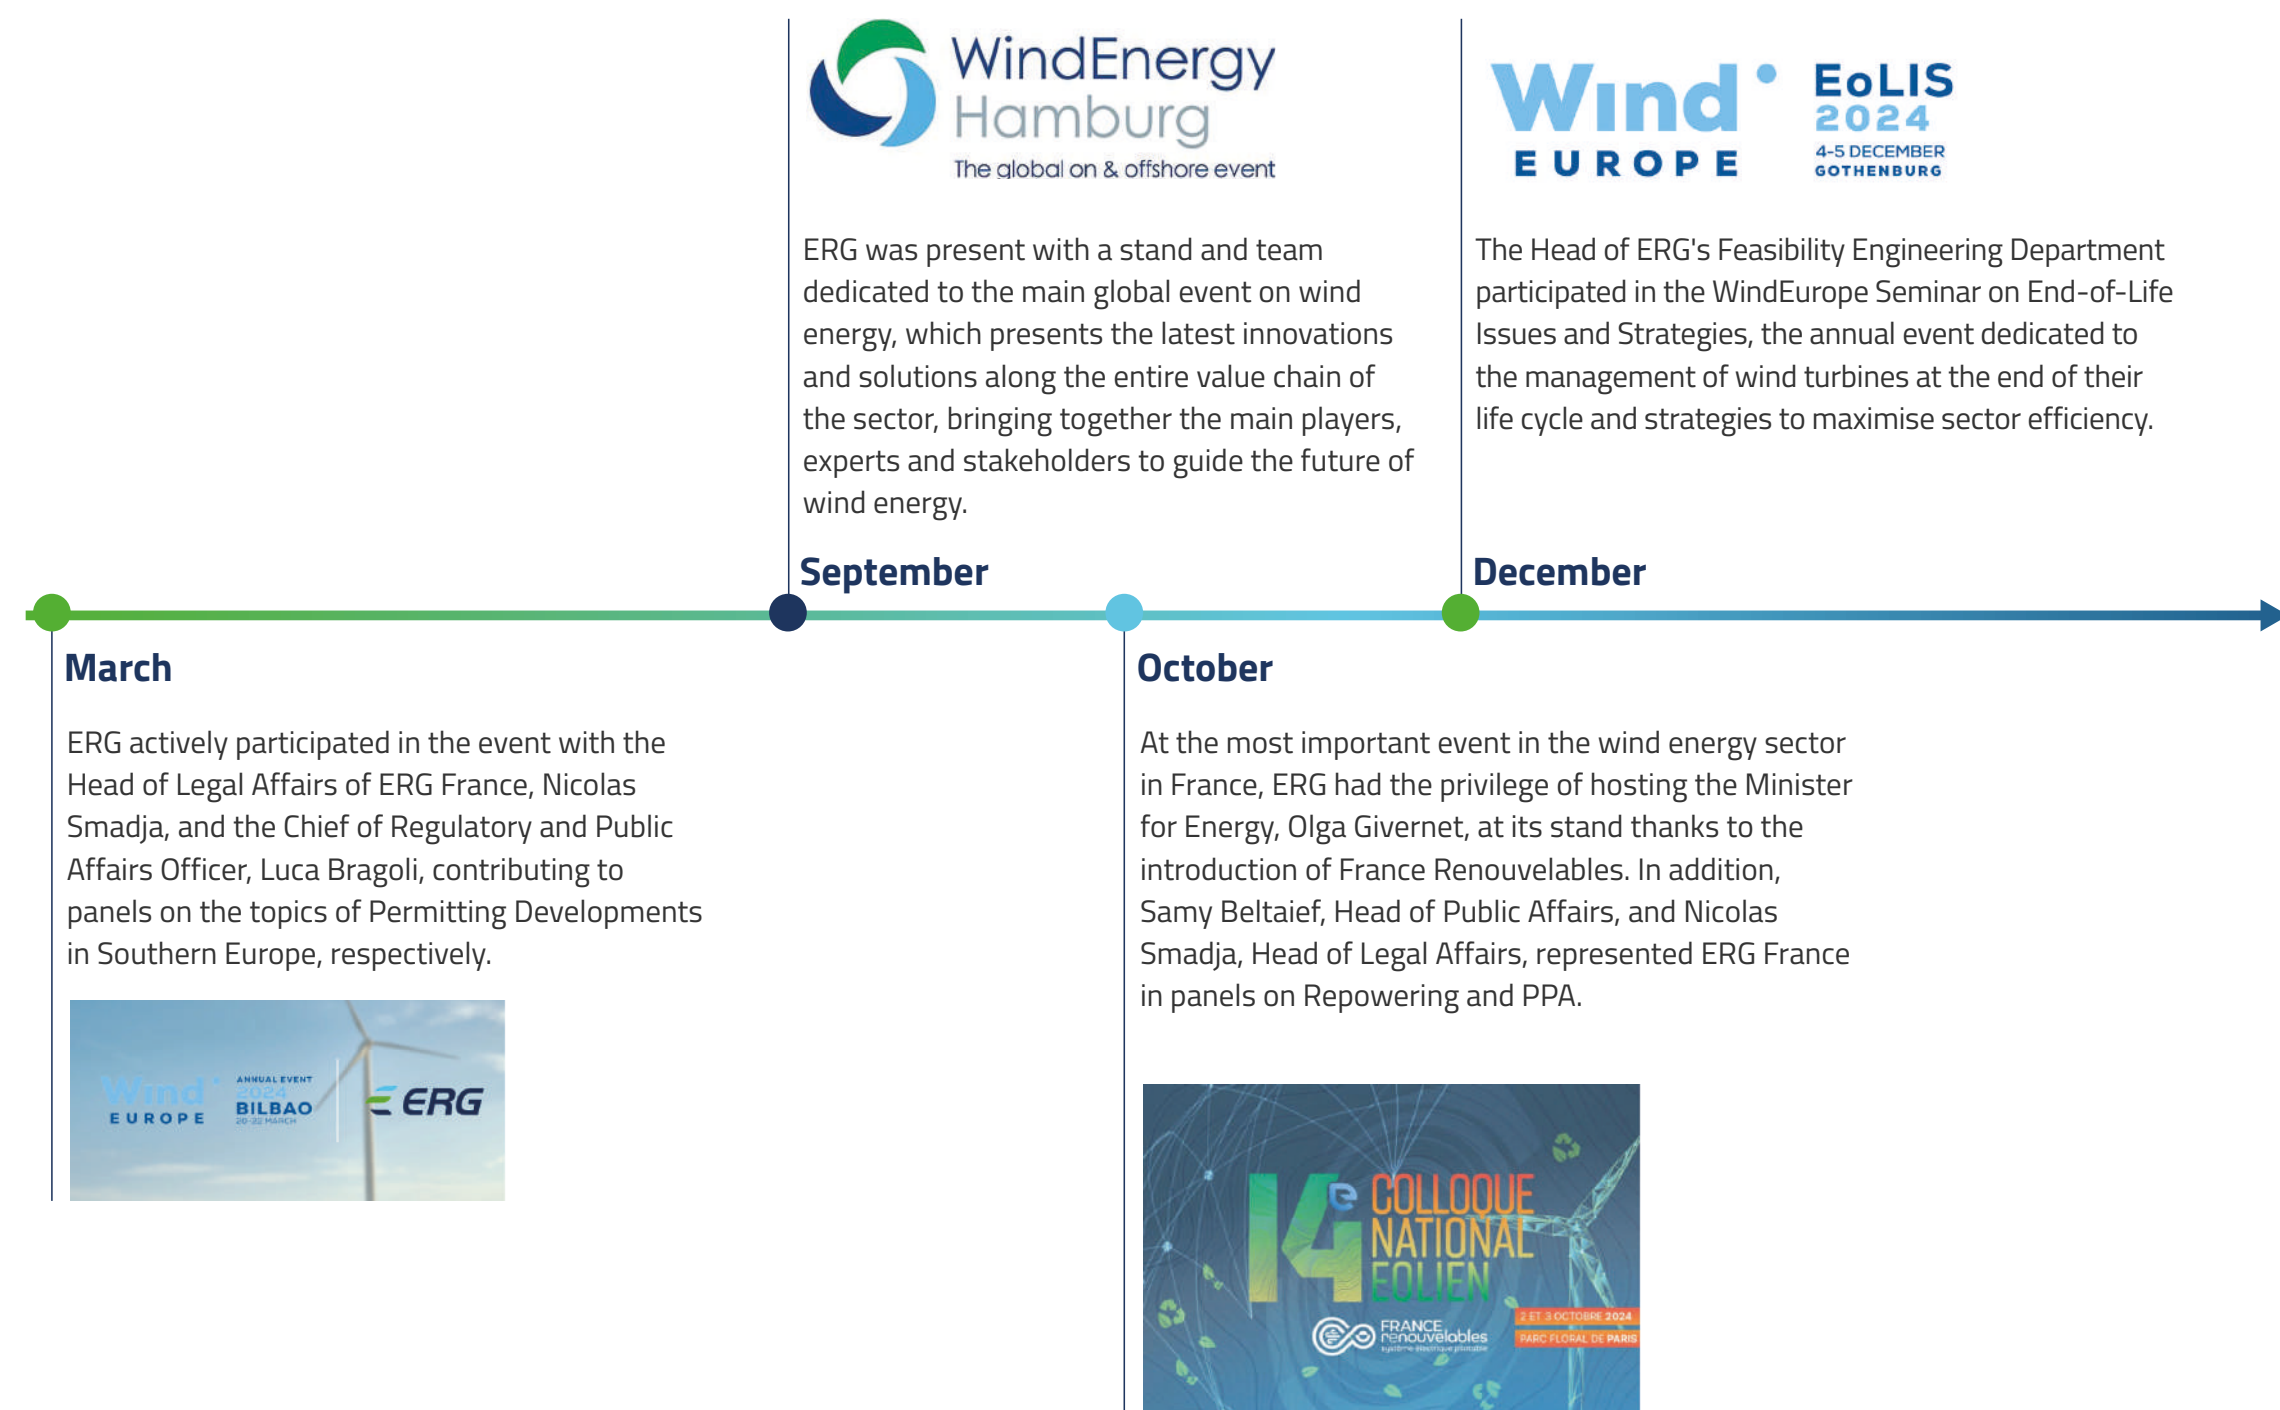 WindEnergy
Hamburg
The global on & offshore event
ERG was present with a stand and team
dedicated to the main global event on wind
energy, which presents the latest innovations
and solutions along the entire value chain of
the sector, bringing together the main players,
experts and stakeholders to guide the future of
wind energy.
September
Wind
EUROPE
EoLIS
2024
4-5 DECEMBER
GOTHENBURG
The Head of ERG's Feasibility Engineering Department
participated in the WindEurope Seminar on End-of-Life
Issues and Strategies, the annual event dedicated to
the management of wind turbines at the end of their
life cycle and strategies to maximise sector efficiency.
December
March
ERG actively participated in the event with the
Head of Legal Affairs of ERG France, Nicolas
Smadja, and the Chief of Regulatory and Public
Affairs Officer, Luca Bragoli, contributing to
panels on the topics of Permitting Developments
in Southern Europe, respectively.
Wind
EUROPE
ANNUAL EVENT
2024
BILBAO
20-22 MARCH
ERG
October
At the most important event in the wind energy sector
in France, ERG had the privilege of hosting the Minister
for Energy, Olga Givernet, at its stand thanks to the
introduction of France Renouvelables. In addition,
Samy Beltaief, Head of Public Affairs, and Nicolas
Smadja, Head of Legal Affairs, represented ERG France
in panels on Repowering and PPA.
14e
COLLOQUE
NATIONAL
EOLIEN
FRANCE
renouvelables
système électrique pilotable
2 ET 3 OCTOBRE 2024
PARC FLORAL DE PARIS